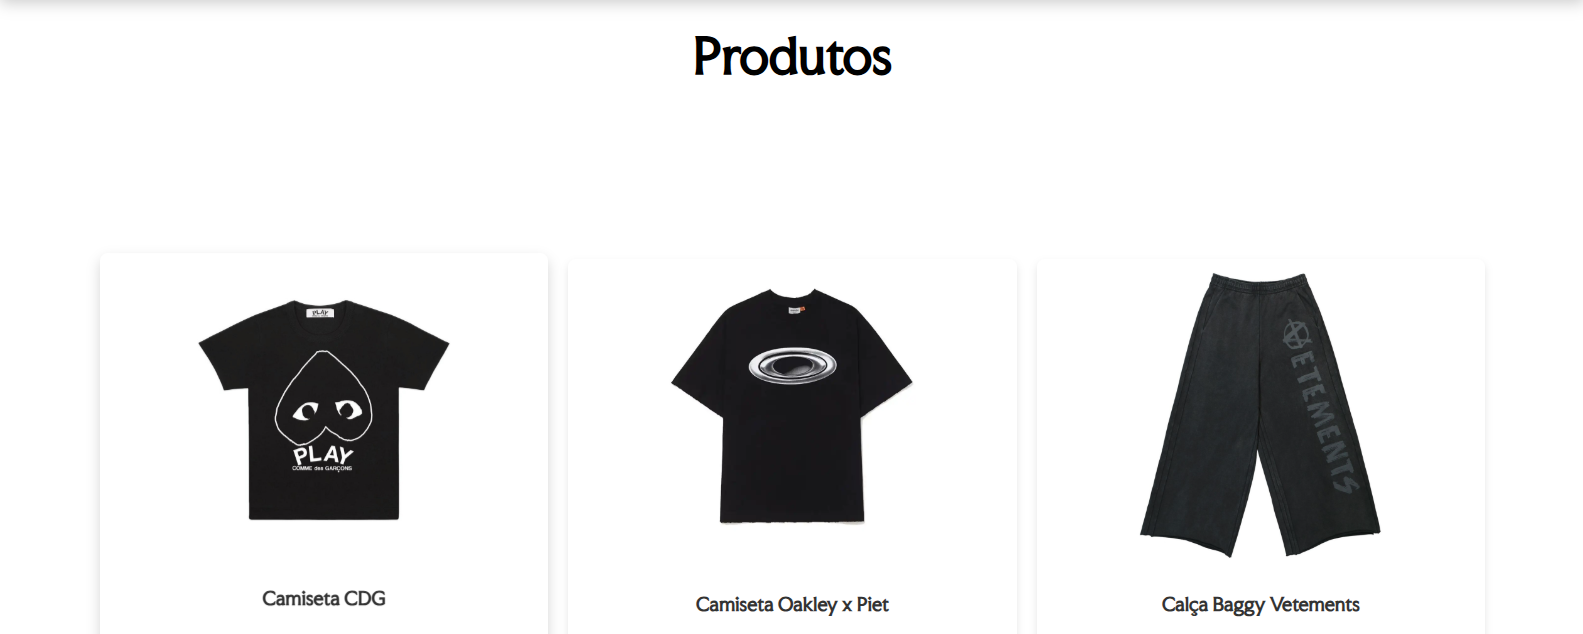 Produtos
PLAY
PLAY
COMME des GARÇONS
VETEMENTS
Camiseta CDG
Camiseta Oakley x Piet
Calça Baggy Vetements